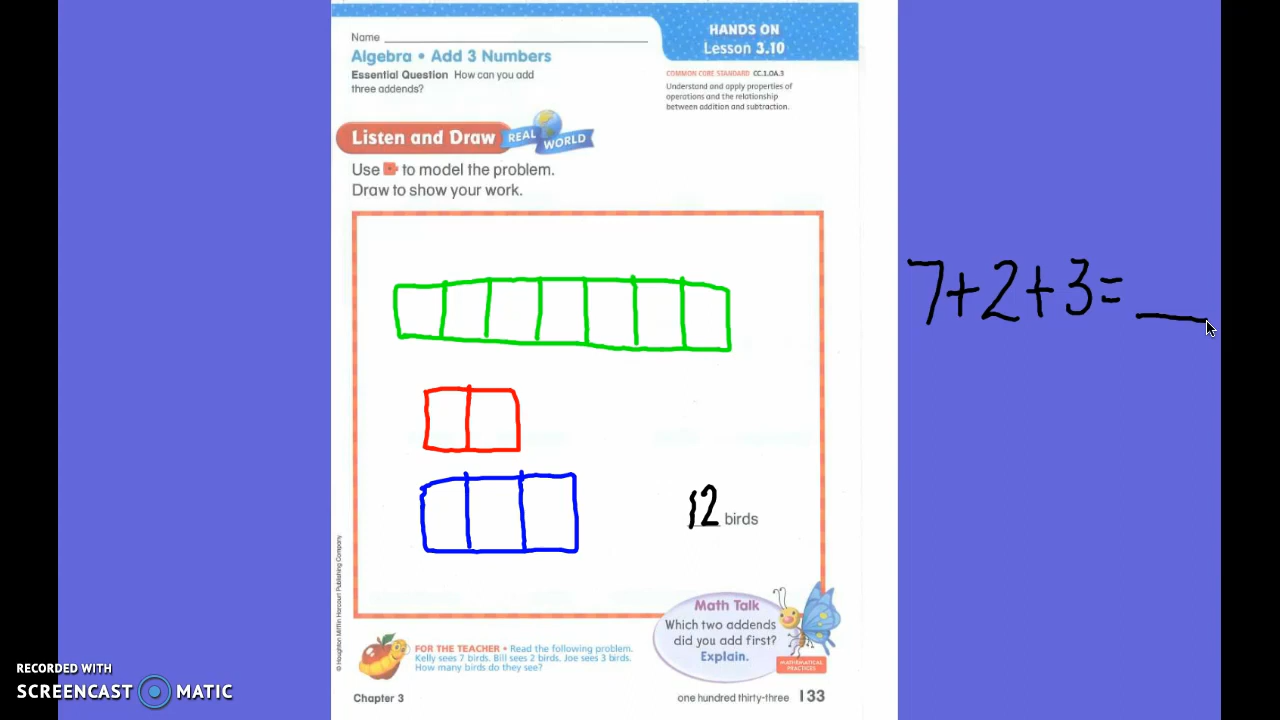 Name
HANDS ON
Lesson 3.10
Algebra • Add 3 Numbers
Essential Question How can you add
three addends?
COMMON CORE STANDARD CC.1.OA.3
Understand and apply properties of
operations and the relationship
between addition and subtraction.
Listen and Draw REAL WORLD
Use to model the problem.
Draw to show your work.
7+2+3=
12 birds
Math Talk
Which two addends
did you add first?
Explain.
MATHEMATICAL
PRACTICES
© Houghton Mifflin Harcourt Publishing Company
FOR THE TEACHER • Read the following problem.
Kelly sees 7 birds. Bill sees 2 birds. Joe sees 3 birds.
How many birds do they see?
Chapter 3
one hundred thirty-three 133
RECORDED WITH
SCREENCAST MATIC